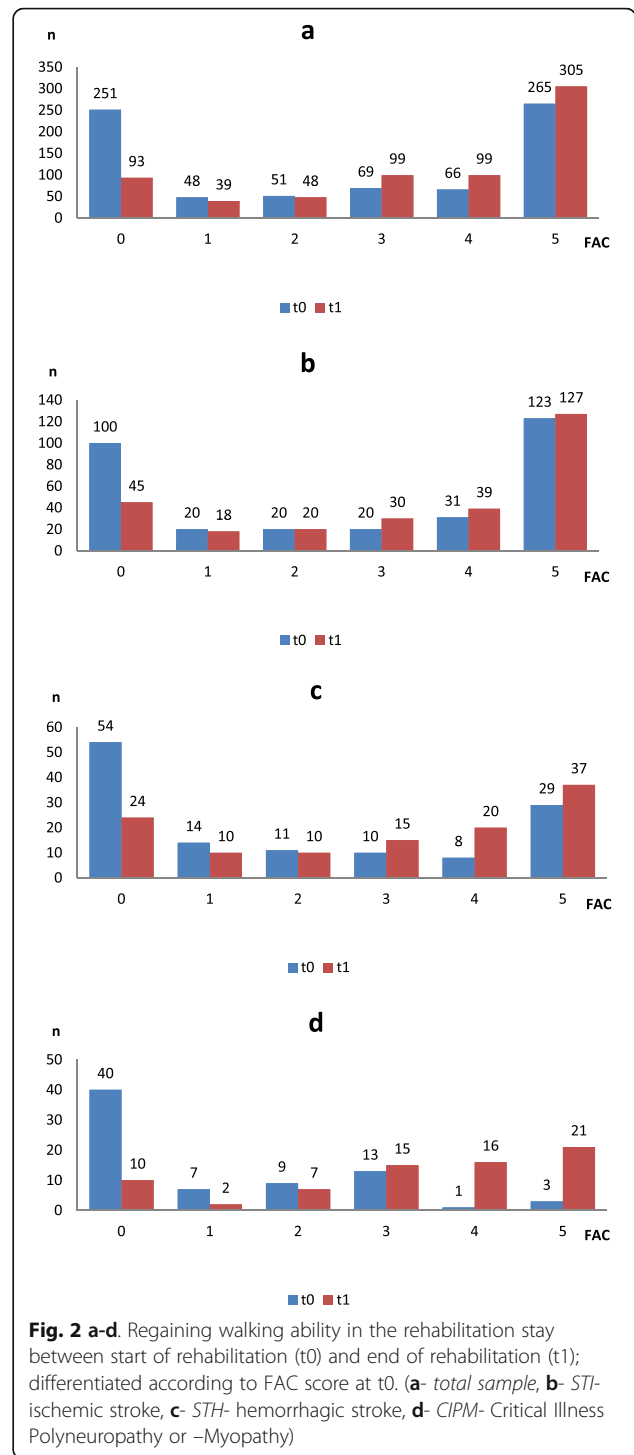 a
n
350
300
250
200
150
100
50
0
251 93 48 39 51 48 69 99 66 99 265 305
0 1 2 3 4 5 FAC
t0 t1
b
n
140
120
100
80
60
40
20
0
100 45 20 18 20 20 20 30 31 39 123 127
0 1 2 3 4 5 FAC
t0 t1
c
n
60
50
40
30
20
10
0
54 24 14 10 11 10 10 15 8 20 29 37
0 1 2 3 4 5 FAC
t0 t1
d
n
50
40
30
20
10
0
40 10 7 2 9 7 13 15 1 16 3 21
0 1 2 3 4 5 FAC
t0 t1
Fig. 2 a-d. Regaining walking ability in the rehabilitation stay
between start of rehabilitation (t0) and end of rehabilitation (t1);
differentiated according to FAC score at t0. (a- total sample, b- STI-
ischemic stroke, c- STH- hemorrhagic stroke, d- CIPM- Critical Illness
Polyneuropathy or –Myopathy)